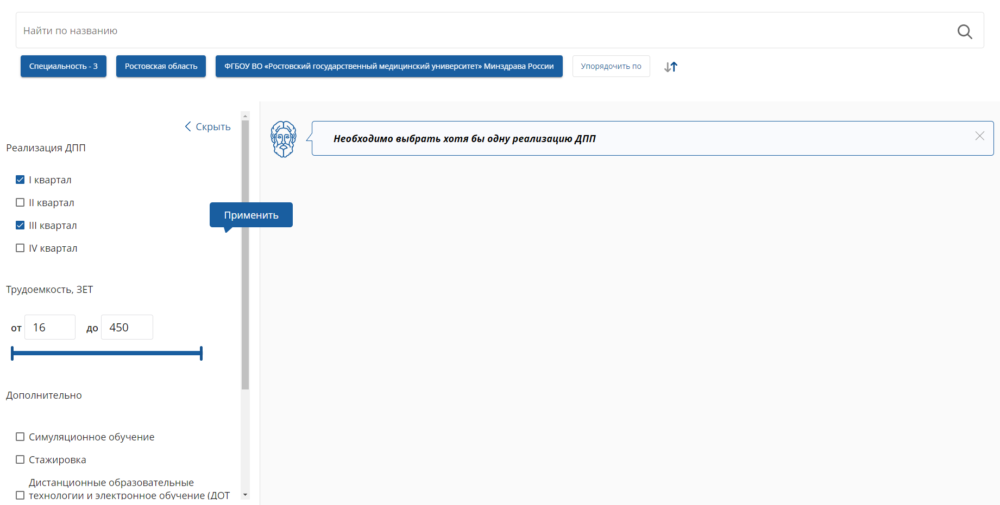 Найти по названию
Специальность - 3
Ростовская область
ФГБОУ ВО «Ростовский государственный медицинский университет» Минздрава России
Упорядочить по
Скрыть
Реализация ДПП
I квартал
II квартал
III квартал
IV квартал
Применить
Трудоемкость, ЗЕТ
от 16 до 450
Дополнительно
Симуляционное обучение
Стажировка
Дистанционные образовательные
технологии и электронное обучение (ДОТ
Необходимо выбрать хотя бы одну реализацию ДПП